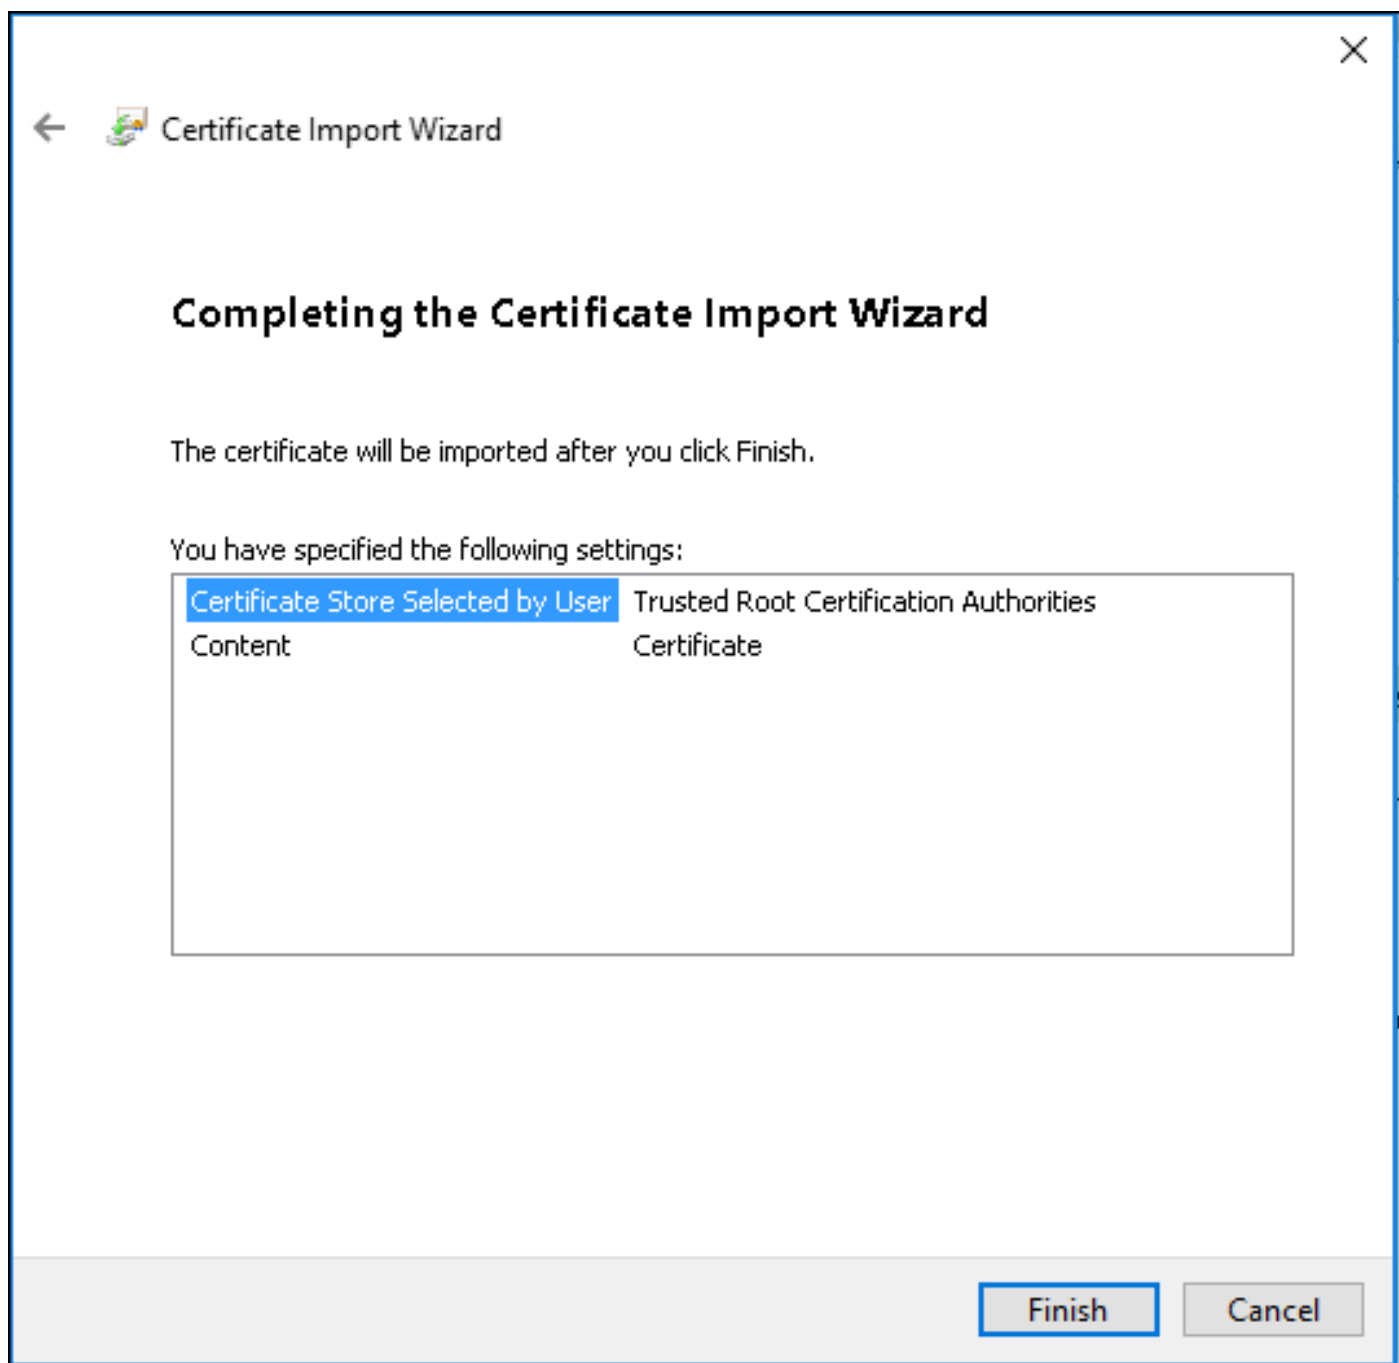 Certificate Import Wizard
Completing the Certificate Import Wizard
The certificate will be imported after you click Finish.
You have specified the following settings:
Certificate Store Selected by User Trusted Root Certification Authorities
Content Certificate
Finish Cancel